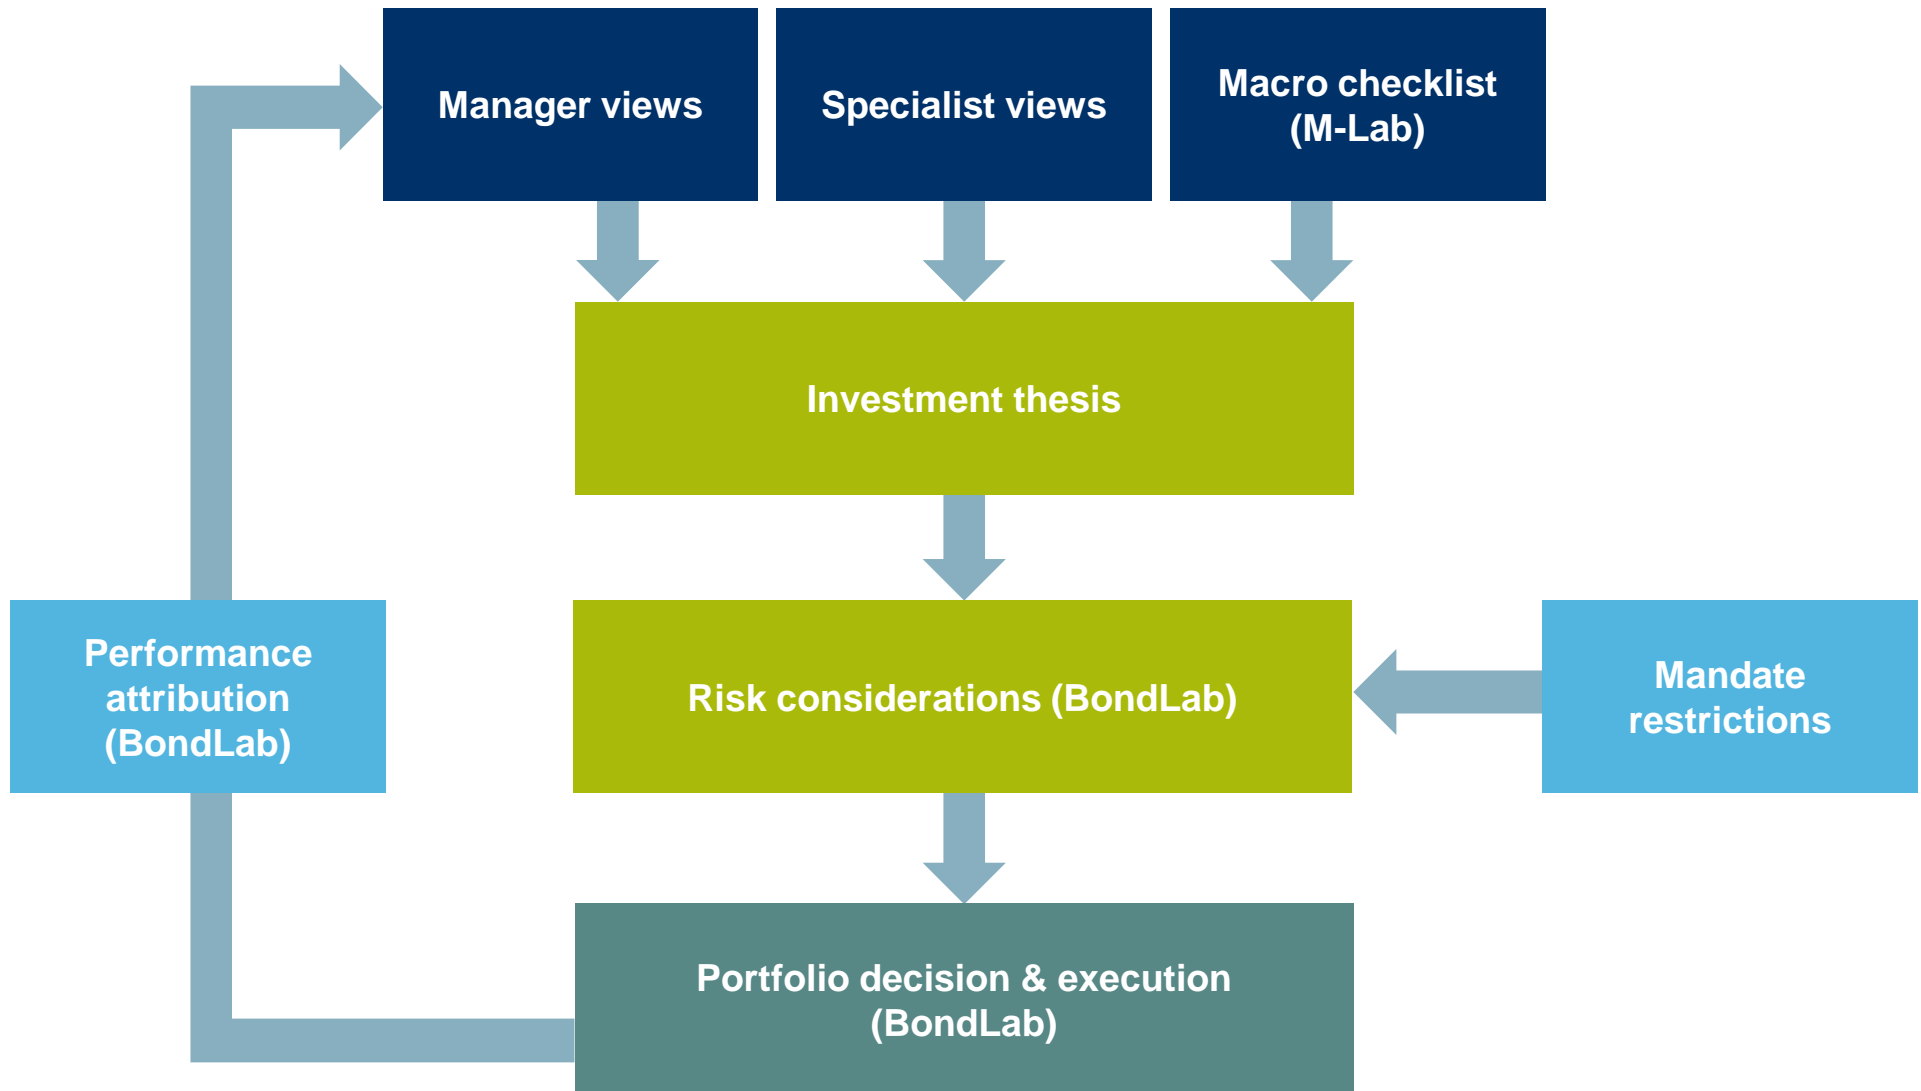 Manager views
Specialist views
Macro checklist
(M-Lab)
Investment thesis
Performance
attribution
(BondLab)
Risk considerations (BondLab)
Mandate
restrictions
Portfolio decision & execution
(BondLab)